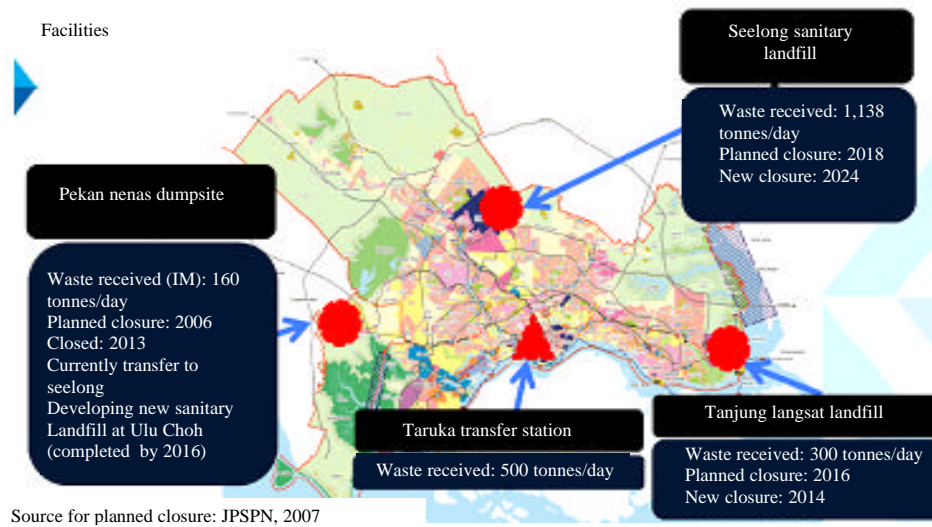 Facilities
Seelong sanitary
landfill
Waste received: 1,138
tonnes/day
Planned closure: 2018
New closure: 2024
Pekan nenas dumpsite
Waste received (IM): 160
tonnes/day
Planned closure: 2006
Closed: 2013
Currently transfer to
seelong
Developing new sanitary
Landfill at Ulu Choh
(completed by 2016)
Taruka transfer station
Waste received: 500 tonnes/day
Tanjung langsat landfill
Waste received: 300 tonnes/day
Planned closure: 2016
New closure: 2014
Source for planned closure: JPSPN, 2007